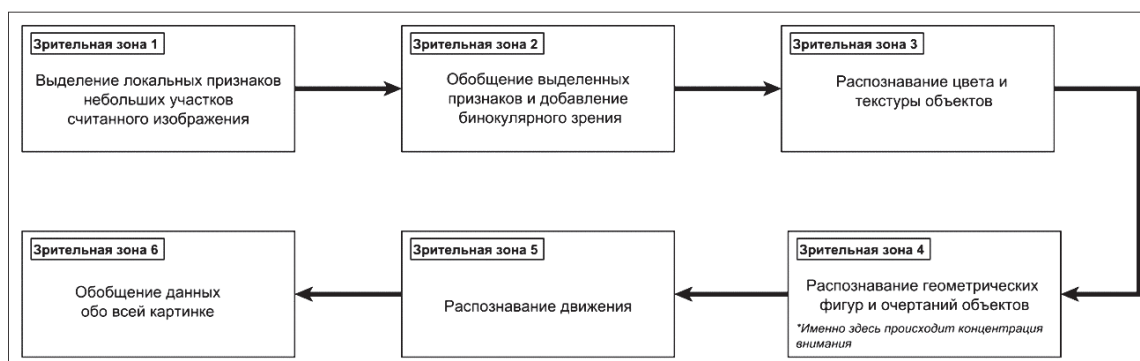 Зрительная зона 1
Выделение локальных признаков
небольших участков
считанного изображения
Зрительная зона 2
Обобщение выделенных
признаков и добавление
бинокулярного зрения
Зрительная зона 3
Распознавание цвета и
текстуры объектов
Зрительная зона 4
Распознавание геометрических
фигур и очертаний объектов
*Именно здесь происходит концентрация
внимания
Зрительная зона 5
Распознавание движения
Зрительная зона 6
Обобщение данных
обо всей картинке